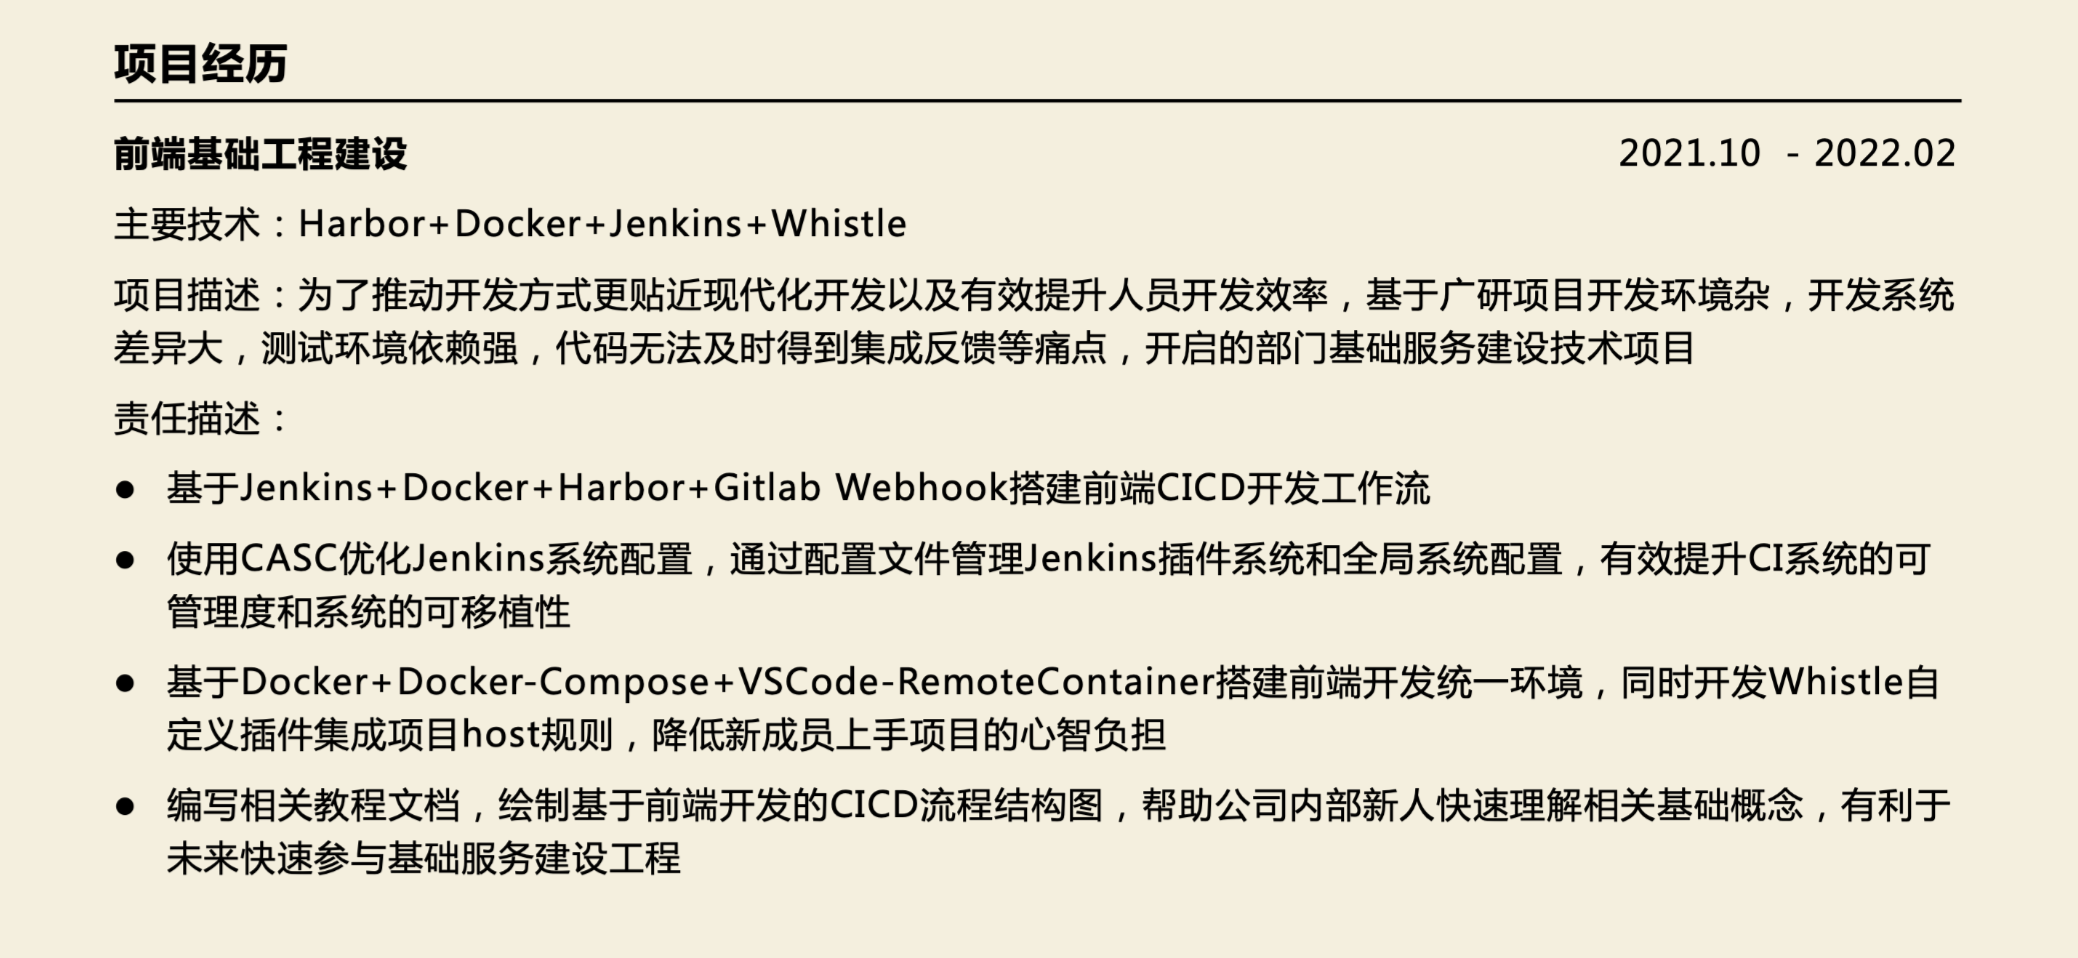 项目经历
前端基础工程建设 2021.10 - 2022.02
主要技术：Harbor+Docker+Jenkins+Whistle
项目描述：为了推动开发方式更贴近现代化开发以及有效提升人员开发效率，基于广研项目开发环境杂，开发系统
差异大，测试环境依赖强，代码无法及时得到集成反馈等痛点，开启的部门基础服务建设技术项目
责任描述：
● 基于Jenkins+Docker+Harbor+Gitlab Webhook搭建前端CICD开发工作流
● 使用CASC优化Jenkins系统配置，通过配置文件管理Jenkins插件系统和全局系统配置，有效提升CI系统的可
管理度和系统的可移植性
● 基于Docker+Docker-Compose+VSCode-RemoteContainer搭建前端开发统一环境，同时开发Whistle自
定义插件集成项目host规则，降低新成员上手项目的心智负担
● 编写相关教程文档，绘制基于前端开发的CICD流程结构图，帮助公司内部新人快速理解相关基础概念，有利于
未来快速参与基础服务建设工程